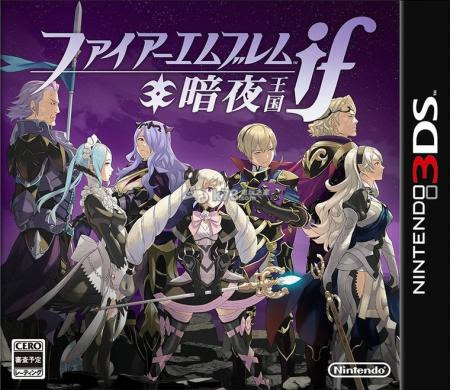 ファイアーエムブレム if
暗夜王国
NINTENDO 3DS
CERO
審査予定
レーティング
Nintendo